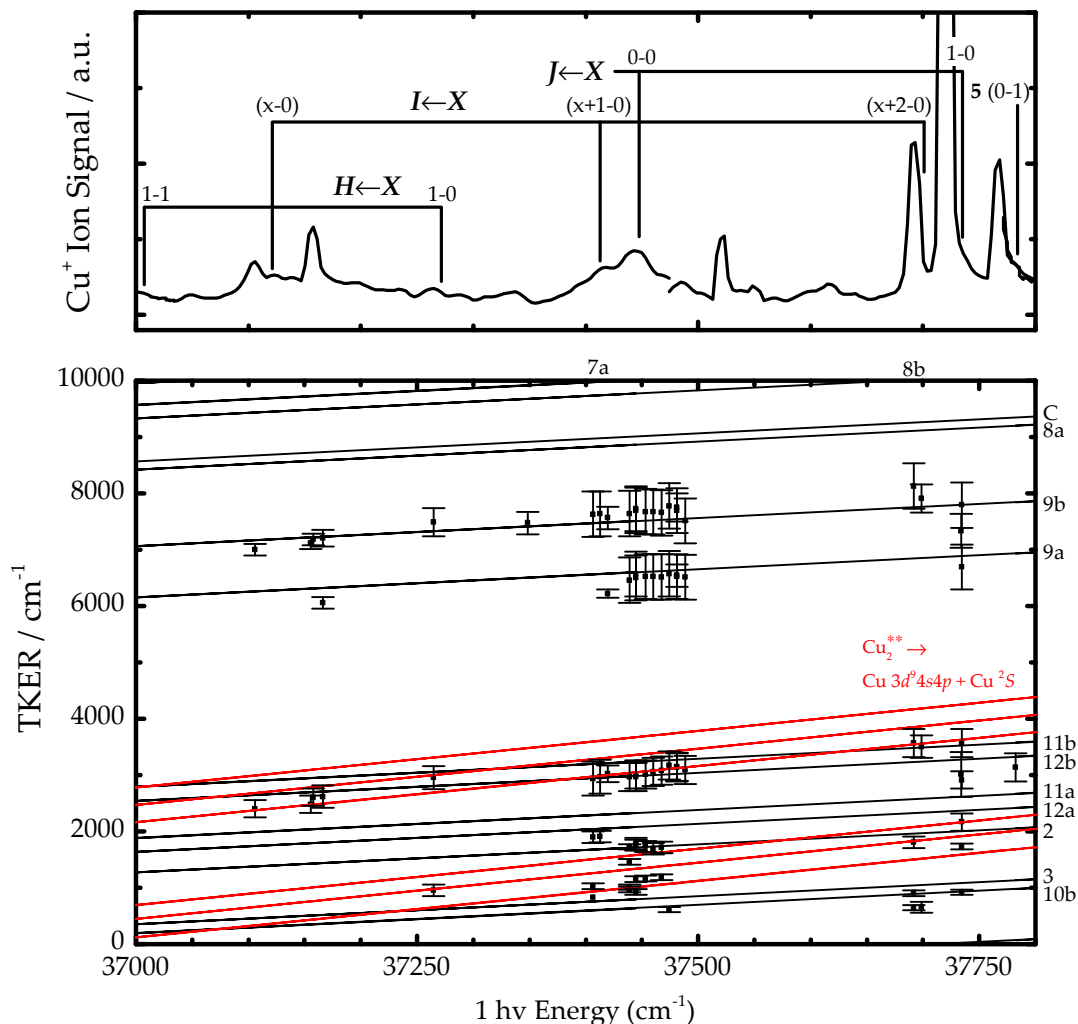 Cu⁺ Ion Signal / a.u.
0-0
1-0
J←X
5 (0-1)
(x-0)
I←X
(x+1-0)
(x+2-0)
1-1
H←X
1-0
7a
8b
10000
8000
6000
4000
2000
0
TKER / cm⁻¹
C
8a
9b
9a
Cu₂** →
Cu 3d⁹4s4p + Cu ²S
11b
12b
11a
12a
2
3
10b
37000
37250
37500
37750
1 hv Energy (cm⁻¹)